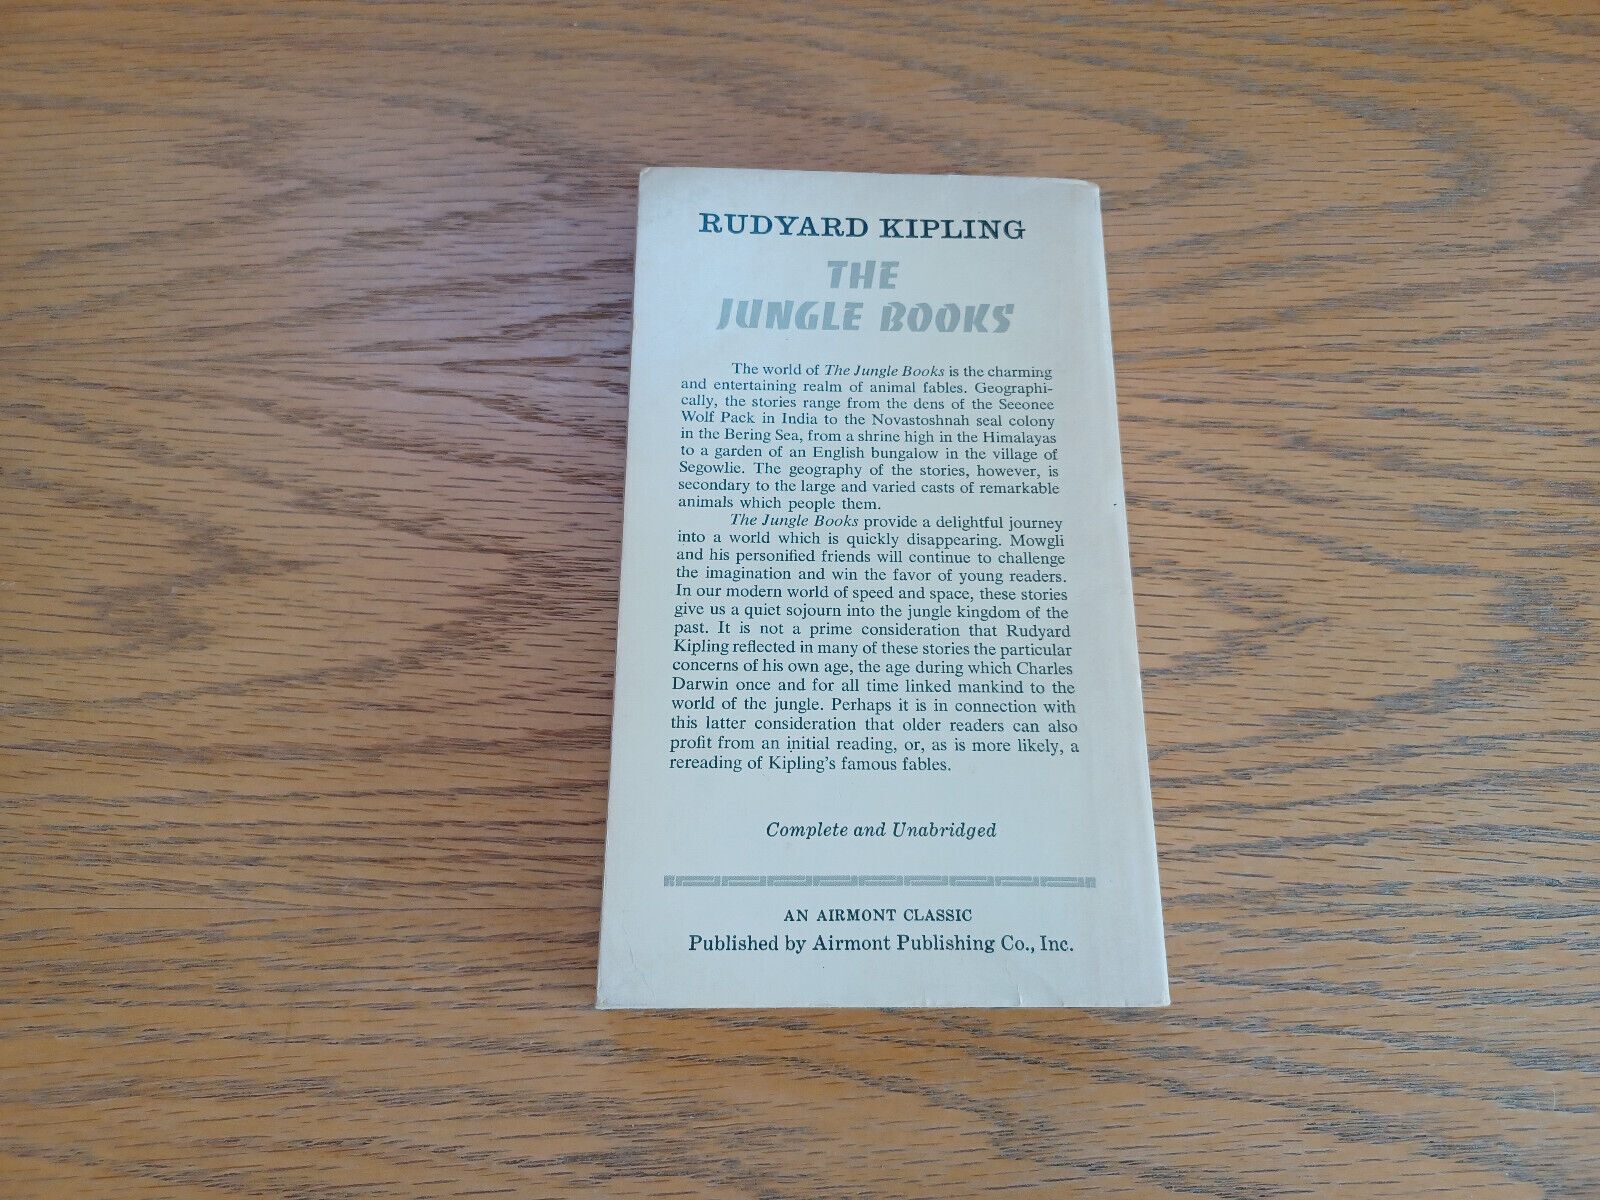 RUDYARD KIPLING
THE
JUNGLE BOOKS
The world of The Jungle Books is the charming
and entertaining realm of animal fables. Geographi-
cally, the stories range from the dens of the Seeonee
Wolf Pack in India to the Novastoshnah seal colony
in the Bering Sea, from a shrine high in the Himalayas
to a garden of an English bungalow in the village of
Segowlie. The geography of the stories, however, is
secondary to the large and varied casts of remarkable
animals which people them.
The Jungle Books provide a delightful journey
into a world which is quickly disappearing. Mowgli
and his personified friends will continue to challenge
the imagination and win the favor of young readers.
In our modern world of speed and space, these stories
give us a quiet sojourn into the jungle kingdom of the
past. It is not a prime consideration that Rudyard
Kipling reflected in many of these stories the particular
concerns of his own age, the age during which Charles
Darwin once and for all time linked mankind to the
world of the jungle. Perhaps it is in connection with
this latter consideration that older readers can also
profit from an initial reading, or, as is more likely, a
rereading of Kipling's famous fables.
Complete and Unabridged
AN AIRMONT CLASSIC
Published by Airmont Publishing Co., Inc.